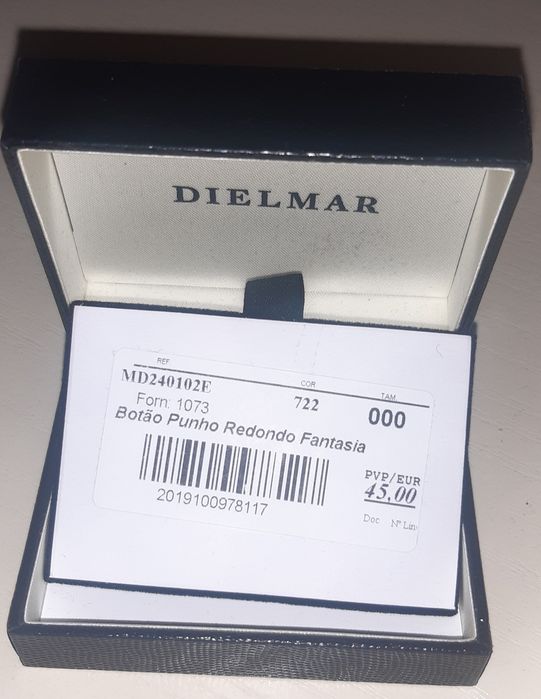 DIELMAR
REF COR TAM
MD240102E 722 000
Forn: 1073
Botão Punho Redondo Fantasia
PVP/EUR
45,00
2019100978117
Doc Nº Lin